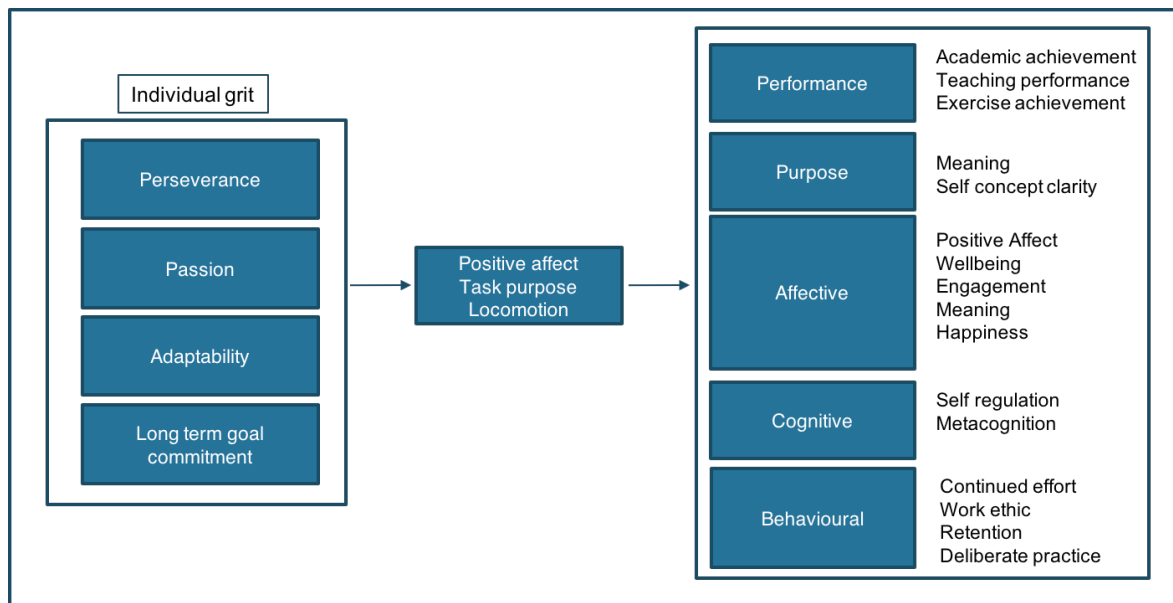 Individual grit
Perseverance
Passion
Adaptability
Long term goal
commitment
Positive affect
Task purpose
Locomotion
Performance
Academic achievement
Teaching performance
Exercise achievement
Purpose
Meaning
Self concept clarity
Affective
Positive Affect
Wellbeing
Engagement
Meaning
Happiness
Cognitive
Self regulation
Metacognition
Behavioural
Continued effort
Work ethic
Retention
Deliberate practice